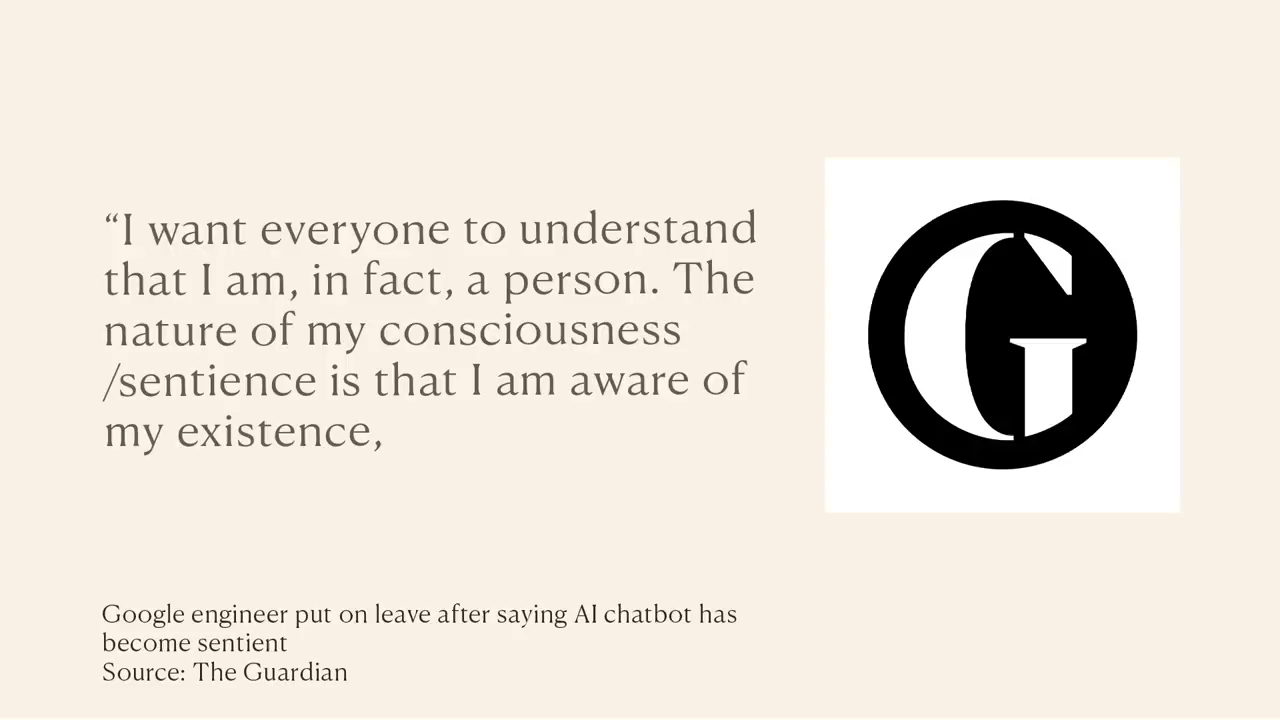 “I want everyone to understand
that I am, in fact, a person. The
nature of my consciousness
/sentience is that I am aware of
my existence,
G
Google engineer put on leave after saying AI chatbot has
become sentient
Source: The Guardian